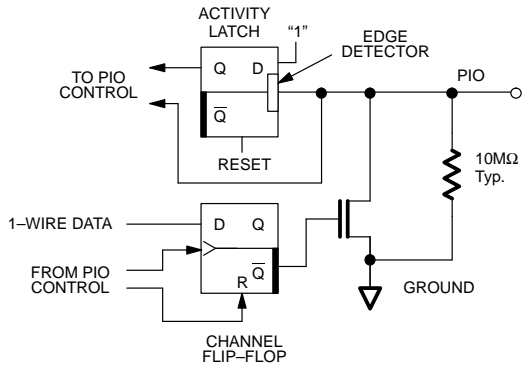 ACTIVITY
LATCH
“1”
EDGE
DETECTOR
Q
D
TO PIO
CONTROL
PIO
Q
10MΩ
Typ.
RESET
1–WIRE DATA
D
Q
FROM PIO
CONTROL
Q
R
GROUND
CHANNEL
FLIP–FLOP